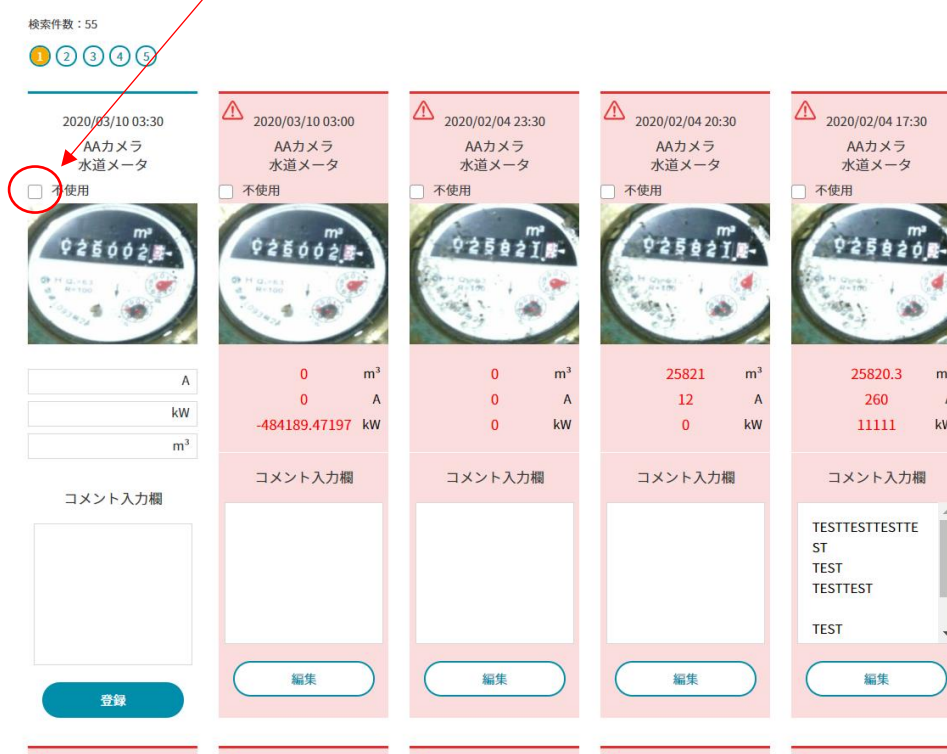 検索件数：55
1 2 3 4 5
2020/03/10 03:30
AAカメラ
水道メータ
不使用
m³
A
kW
m³
コメント入力欄
登録
2020/03/10 03:00
AAカメラ
水道メータ
不使用
m³
0 m³
0 A
-484189.47197 kW
コメント入力欄
編集
2020/02/04 23:30
AAカメラ
水道メータ
不使用
m³
0 m³
0 A
0 kW
コメント入力欄
編集
2020/02/04 20:30
AAカメラ
水道メータ
不使用
m³
25821 m³
12 A
0 kW
コメント入力欄
編集
2020/02/04 17:30
AAカメラ
水道メータ
不使用
m³
25820.3
260
11111
コメント入力欄
TESTTESTTESTTE
ST
TEST
TESTTEST
TEST
編集